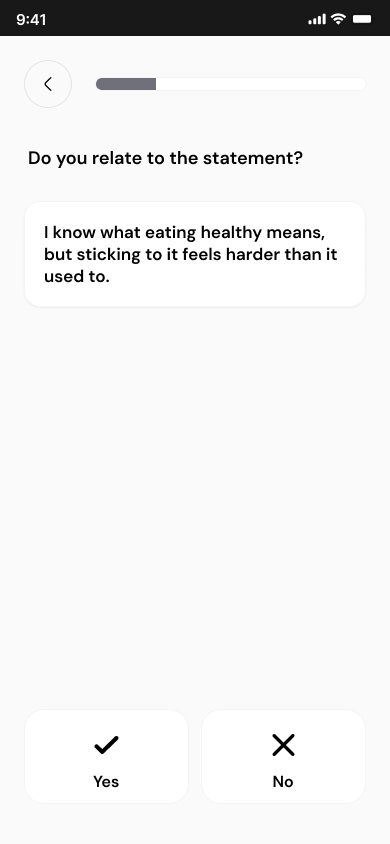 9:41
Do you relate to the statement?
I know what eating healthy means,
but sticking to it feels harder than it
used to.
Yes
No